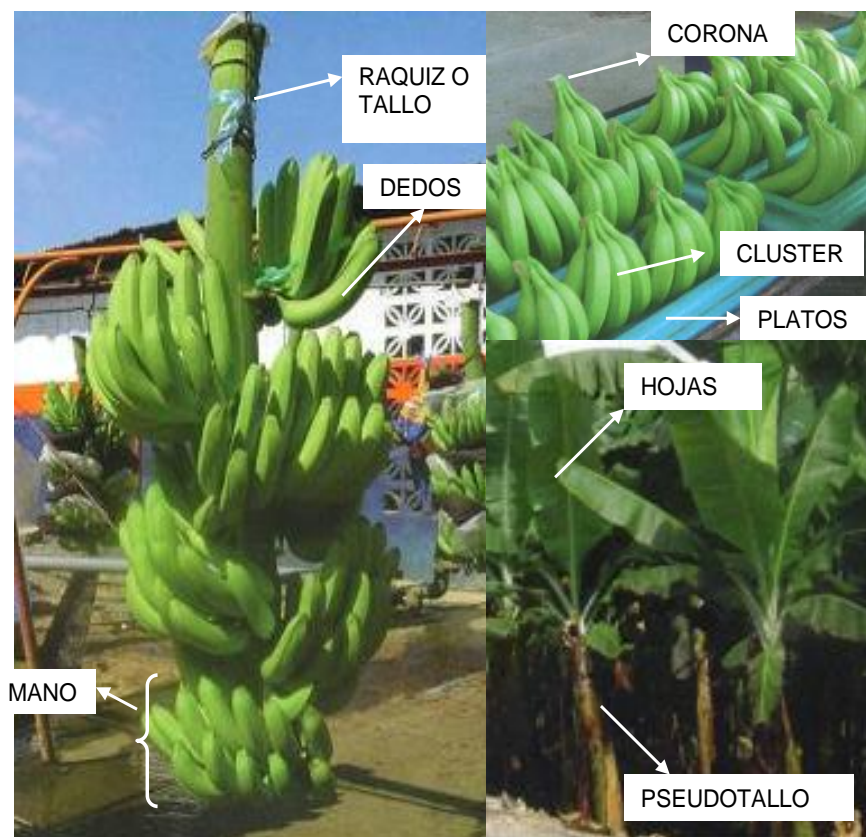 RAQUIZ O
TALLO
DEDOS
MANO
CORONA
CLUSTER
PLATOS
HOJAS
PSEUDOTALLO